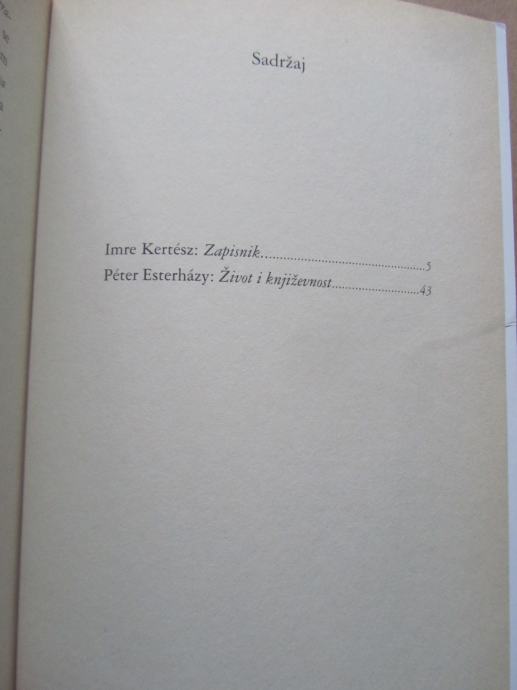 Sadržaj
Imre Kertész: Zapisnik.............................................5
Péter Esterházy: Život i književnost...........................43